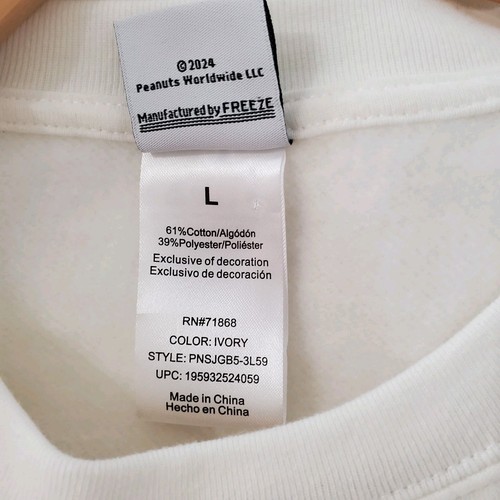 ©2024
Peanuts Worldwide LLC
Manufactured by FREEZE
L
61%Cotton/Algódón
39%Polyester/Poliéster
Exclusive of decoration
Exclusivo de decoración
RN#71868
COLOR: IVORY
STYLE: PNSJGB5-3L59
UPC: 195932524059
Made in China
Hecho en China